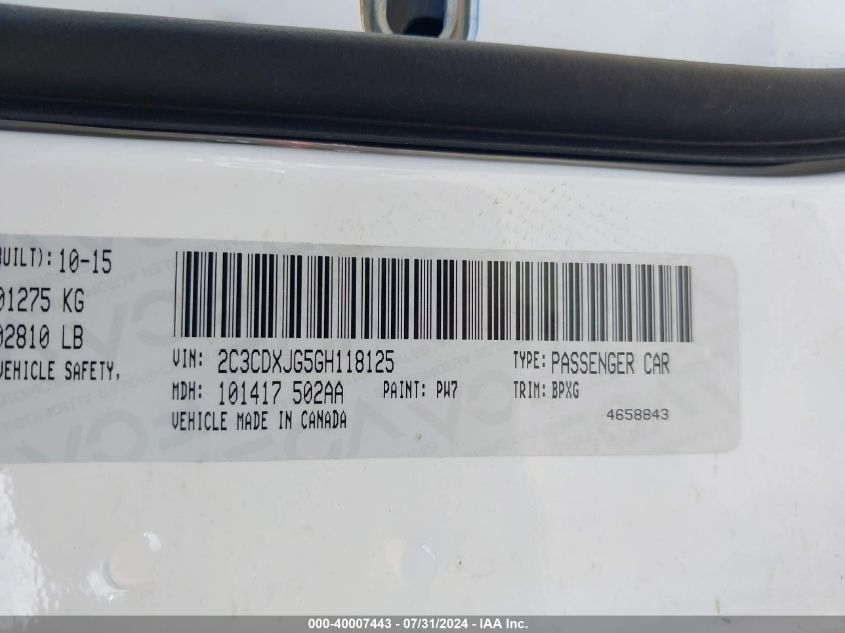 BUILT): 10-15
01275 KG
02810 LB
VEHICLE SAFETY,
VIN: 2C3CDXJG5GH118125 TYPE: PASSENGER CAR
MDH: 101417 502AA PAINT: PW7 TRIM: BPXG
VEHICLE MADE IN CANADA 4658843
000-40007443 - 07/31/2024 - IAA Inc.